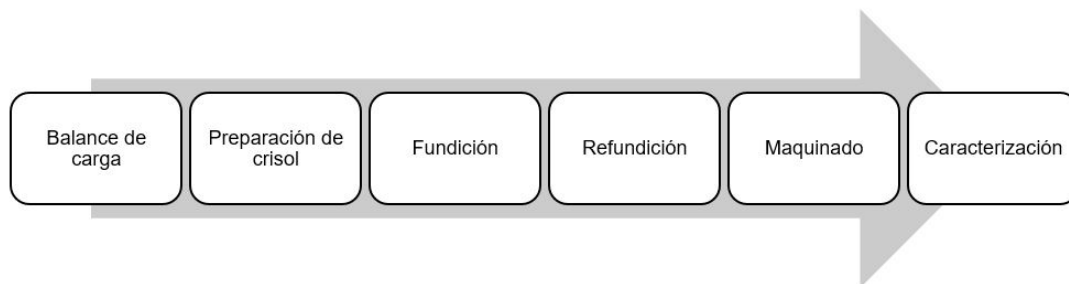 Balance de
carga
Preparación de
crisol
Fundición
Refundición
Maquinado
Caracterización